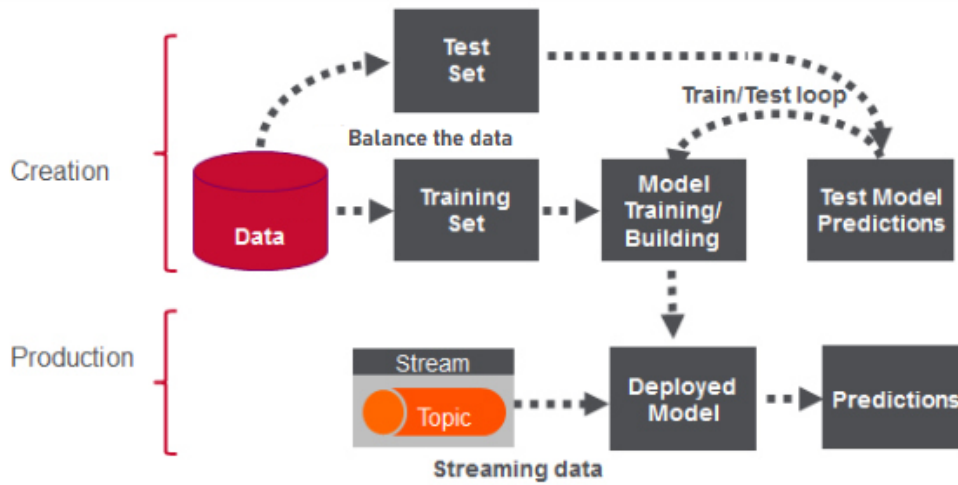 Test
Set
Train/Test loop
Balance the data
Creation
Data
Training
Set
Model
Training/
Building
Test Model
Predictions
Production
Stream
Topic
Deployed
Model
Predictions
Streaming data